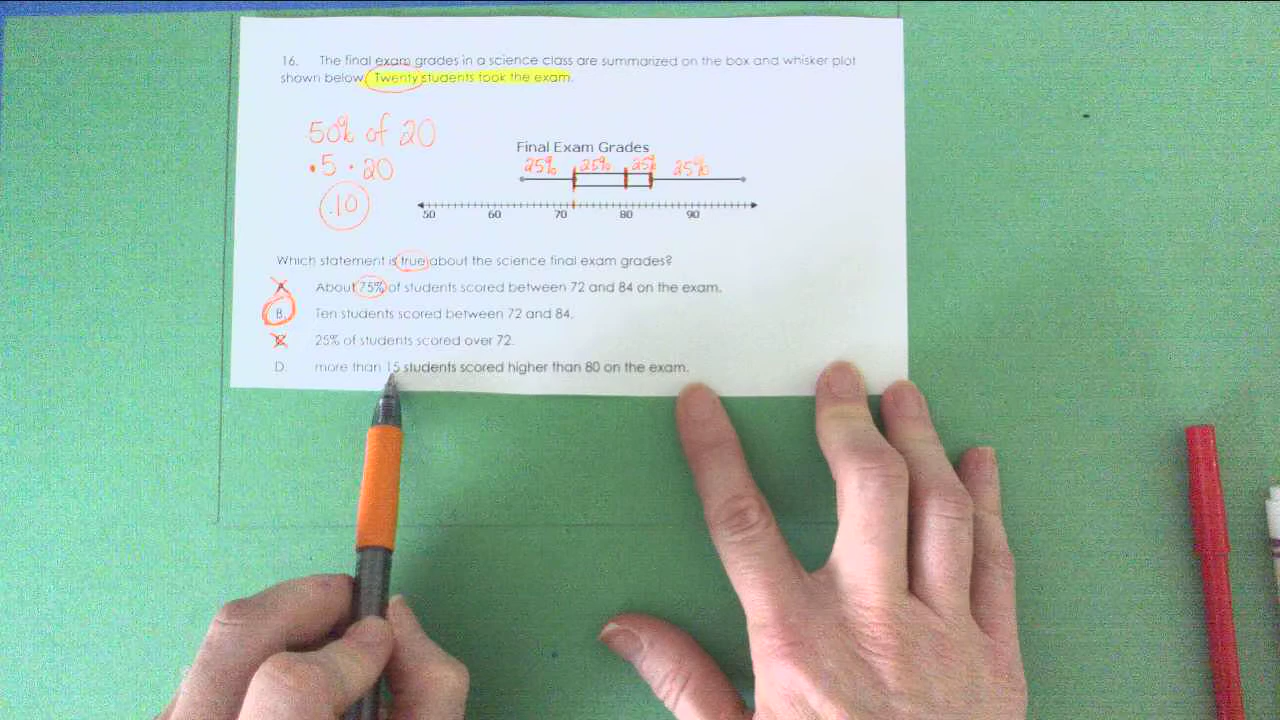 16. The final exam grades in a science class are summarized on the box and whisker plot
shown below. Twenty students took the exam.
50% of 20
.5 · 20
10
Final Exam Grades
25% 25% 25% 25%
50 60 70 80 90
Which statement is true about the science final exam grades?
A. About 75% of students scored between 72 and 84 on the exam.
B. Ten students scored between 72 and 84.
C. 25% of students scored over 72.
D. more than 15 students scored higher than 80 on the exam.